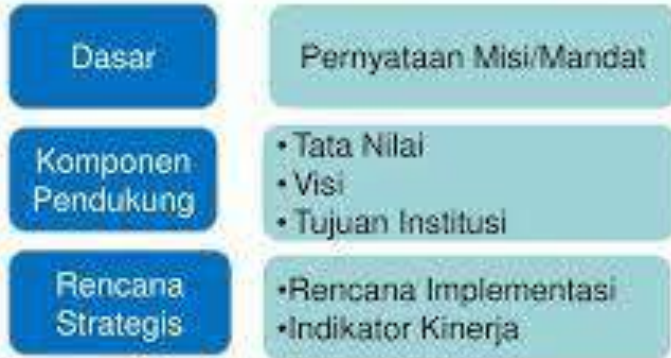 Dasar
Pernyataan Misi/Mandat
Komponen
Pendukung
• Tata Nilai
• Visi
• Tujuan Institusi
Rencana
Strategis
•Rencana Implementasi
•Indikator Kinerja